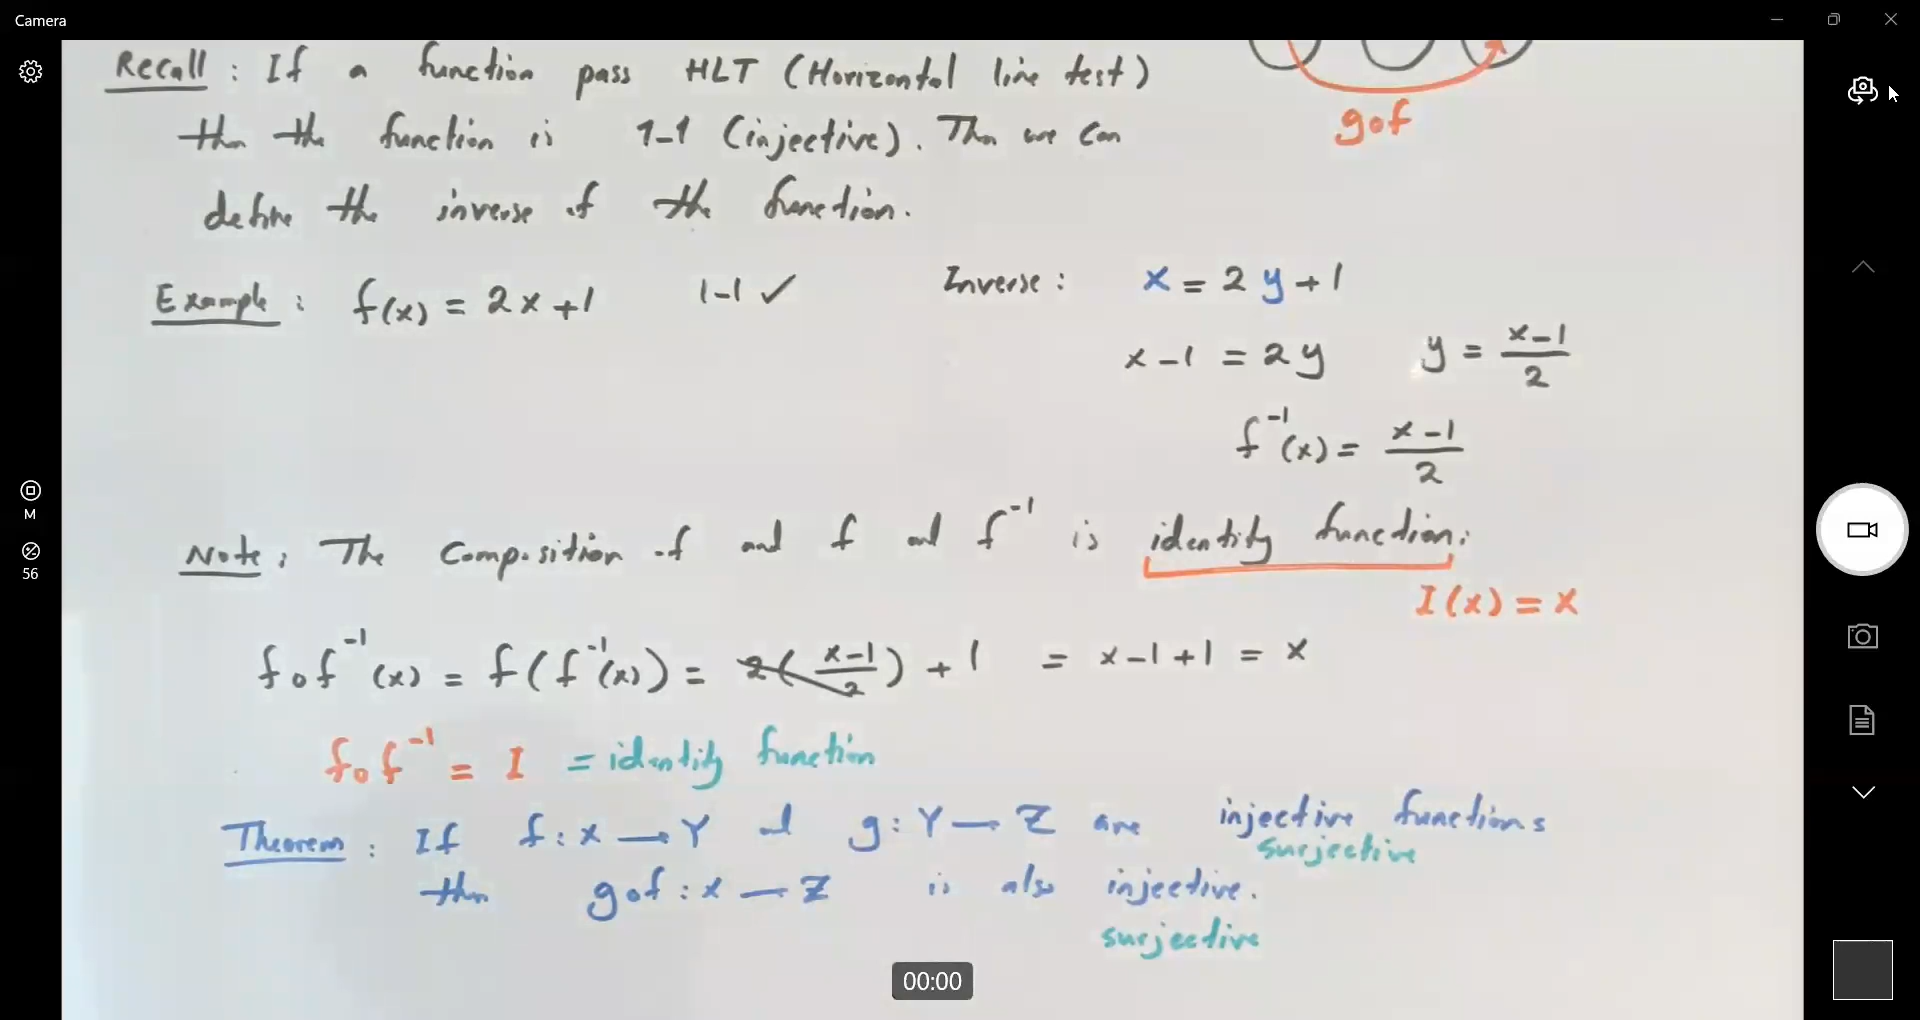 Camera
Recall : If a function pass HLT (Horizontal line test)
then the function is 1-1 (injective). Then we can
define the inverse of the function.
gof
Example : f(x) = 2x+1 1-1 ✓ Inverse : x = 2y+1
x-1 = 2y y = (x-1)/2
f⁻¹(x) = (x-1)/2
Note : The Composition of and f and f⁻¹ is identity function.
I(x) = x
fof⁻¹(x) = f(f⁻¹(x)) = 2((x-1)/2) + 1 = x-1+1 = x
fof⁻¹ = I = identity function
Theorem : If f : X → Y and g : Y → Z are injective functions
surjective
then gof : X → Z is also injective.
surjective
M
56
00:00